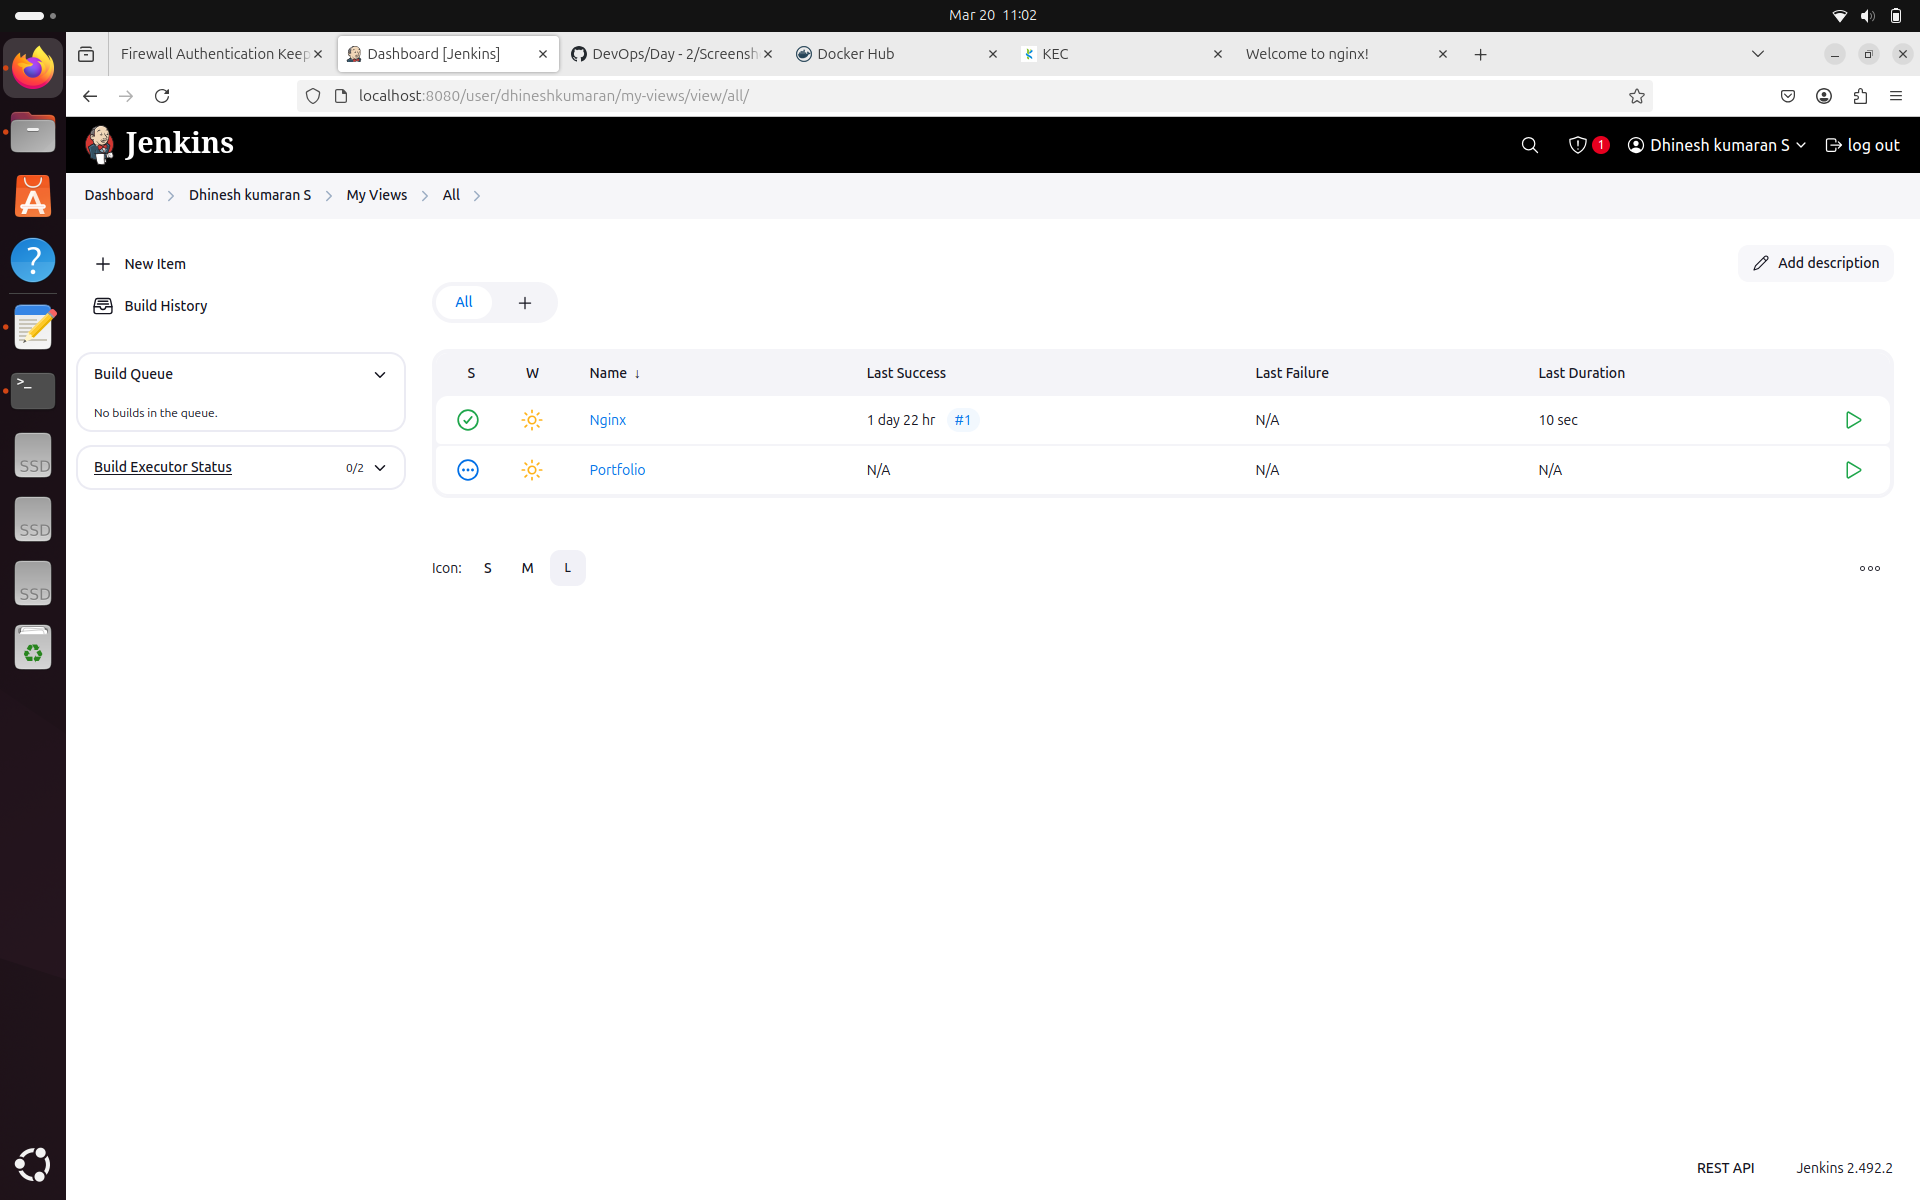 Mar 20 11:02
Firewall Authentication Keep
Dashboard [Jenkins]
DevOps/Day - 2/Screensh
Docker Hub
KEC
Welcome to nginx!
localhost:8080/user/dhineshkumaran/my-views/view/all/
Jenkins
1
Dhinesh kumaran S
log out
Dashboard
Dhinesh kumaran S
My Views
All
New Item
Build History
Add description
All
+
Build Queue
No builds in the queue.
Build Executor Status
0/2
S W Name ↓ Last Success Last Failure Last Duration
Nginx 1 day 22 hr #1 N/A 10 sec
Portfolio N/A N/A N/A
Icon: S M L
SSD
SSD
SSD
REST API
Jenkins 2.492.2